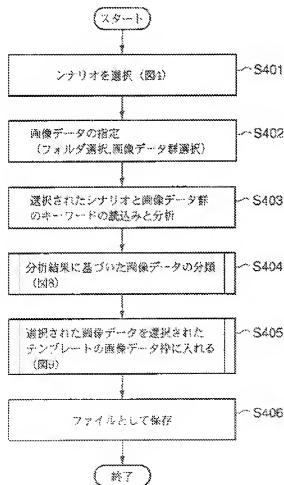 スタート
ンナリオを選択(図4)
S401
画像データの指定
(フォルダ選択,画像データ群選択)
S402
選択されたシナリオと画像データ群
のキーワードの読込みと分析
S403
分析結果に基づいた画像データの分類
(図8)
S404
選択された画像データを選択された
テンプレートの画像データ枠に入れる
(図9)
S405
ファイルとして保存
S406
終了